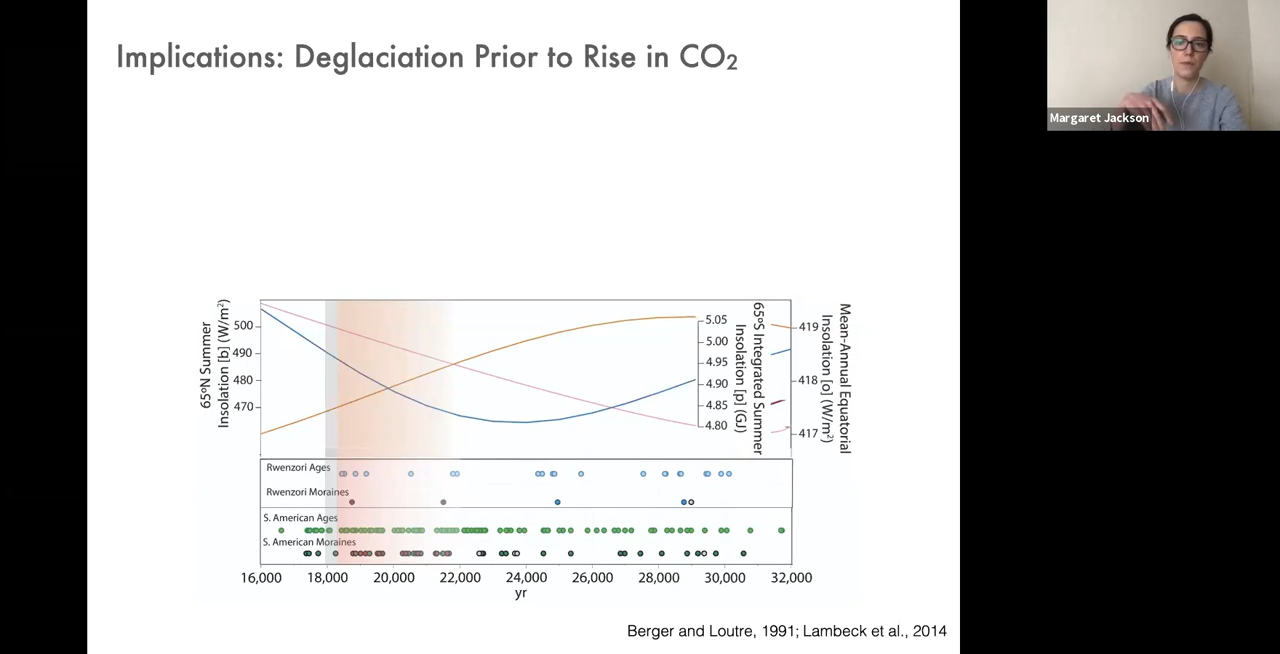 Implications: Deglaciation Prior to Rise in CO₂
Margaret Jackson
65ºN Summer
Insolation [b] (W/m²)
500
490
480
470
5.05
5.00
4.95
4.90
4.85
4.80
65ºS Integrated Summer
Insolation [p] (GJ)
419
418
417
Mean-Annual Equatorial
Insolation [o] (W/m²)
Rwenzori Ages
Rwenzori Moraines
S. American Ages
S. American Moraines
16,000 18,000 20,000 22,000 24,000 26,000 28,000 30,000 32,000
yr
Berger and Loutre, 1991; Lambeck et al., 2014